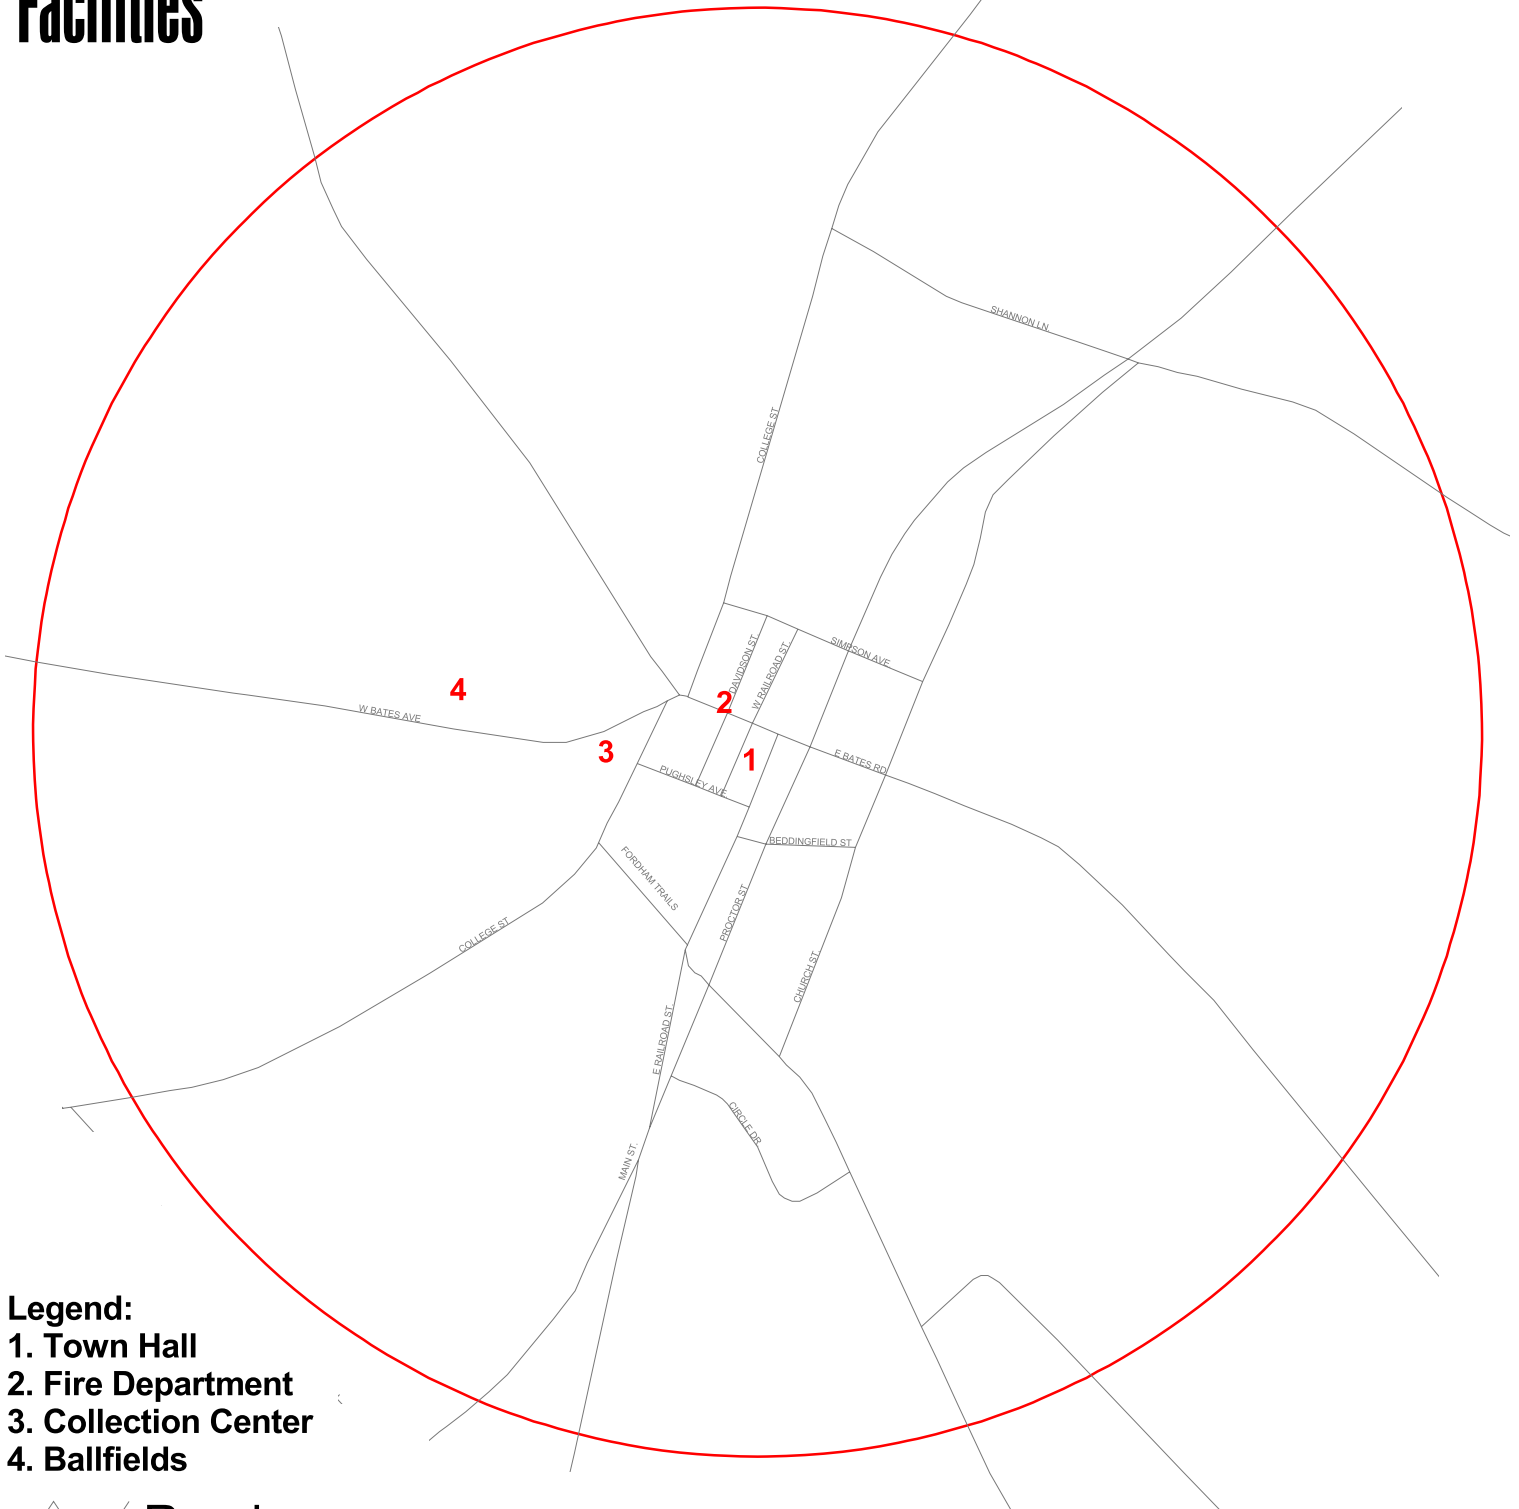 Facilities
SHANNON LN
COLLEGE ST
SIMPSON AVE
DAVIDSON ST.
W RAILROAD ST.
4
2
W BATES AVE
3
1
E BATES RD
PUGHSLEY AVE
BEDDINGFIELD ST
FORDHAM TRAILS
PROCTOR ST
COLLEGE ST
CHURCH ST.
E RAILROAD ST.
CIRCLE DR
MAIN ST.
Legend:
1. Town Hall
2. Fire Department
3. Collection Center
4. Ballfields